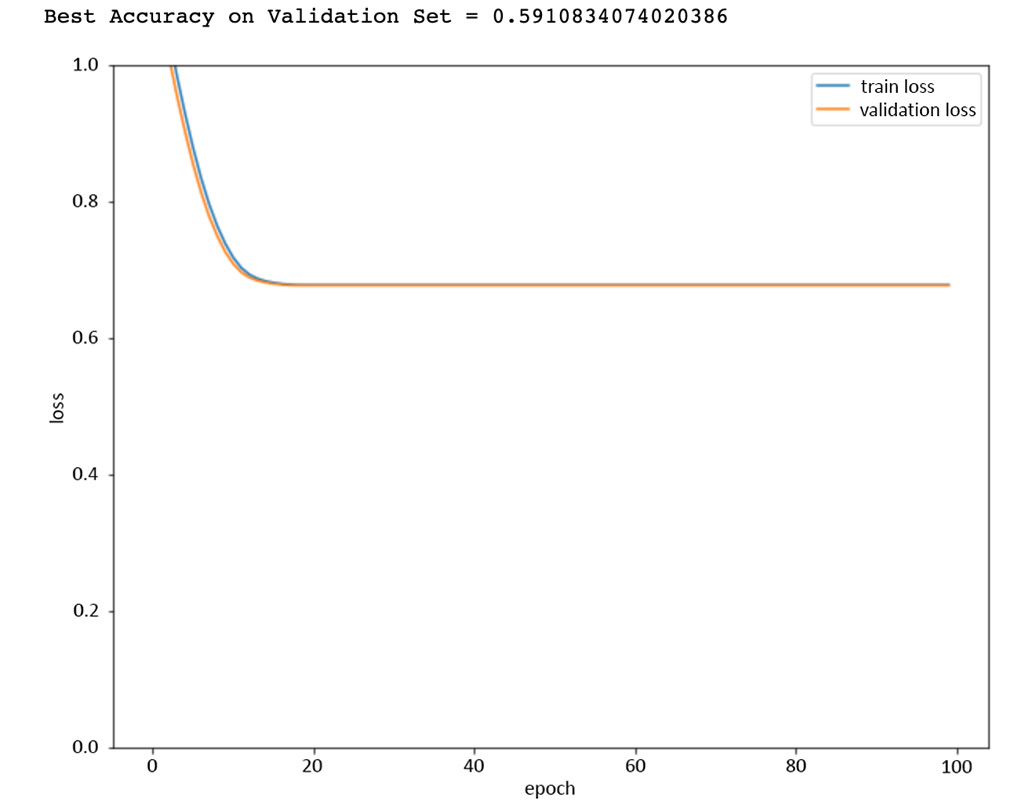 Best Accuracy on Validation Set = 0.5910834074020386
1.0
train loss
validation loss
0.8
0.6
loss
0.4
0.2
0.0
0 20 40 60 80 100
epoch